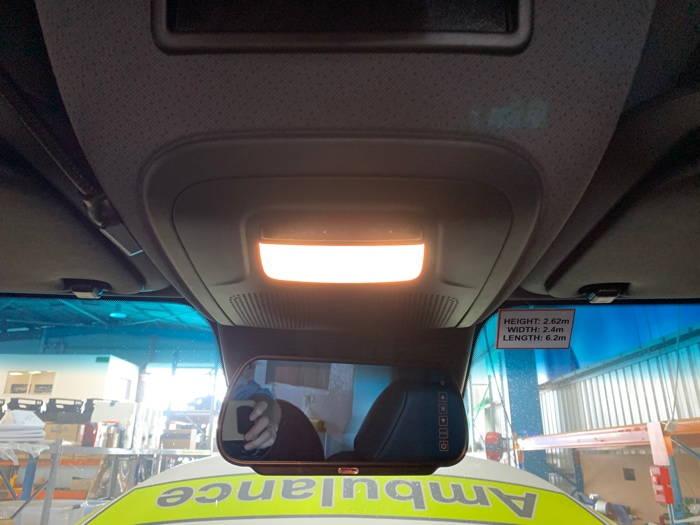 HEIGHT: 2.62m
WIDTH: 2.4m
LENGTH: 6.2m
Ambulance